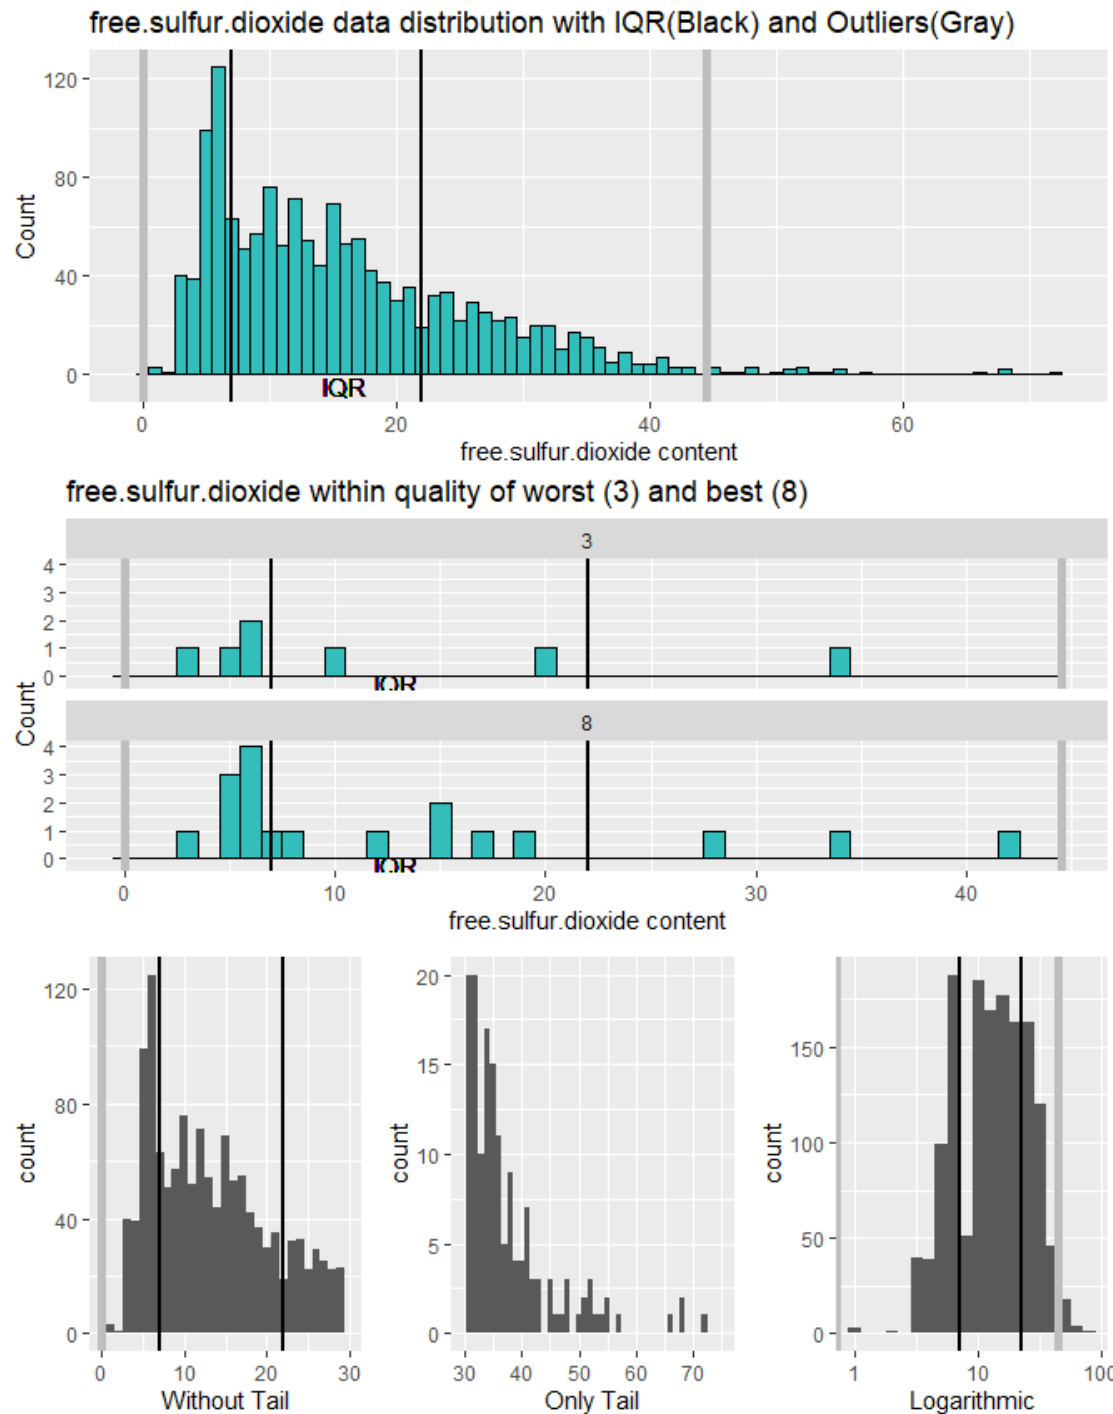 free.sulfur.dioxide data distribution with IQR(Black) and Outliers(Gray)
120
80
40
0
Count
IQR
0 20 40 60
free.sulfur.dioxide content
free.sulfur.dioxide within quality of worst (3) and best (8)
3
4
3
2
1
0
IQR
Count
8
4
3
2
1
0
IQR
0 10 20 30 40
free.sulfur.dioxide content
120
80
40
0
count
0 10 20 30
Without Tail
20
15
10
5
0
count
30 40 50 60 70
Only Tail
150
100
50
0
count
1 10 100
Logarithmic